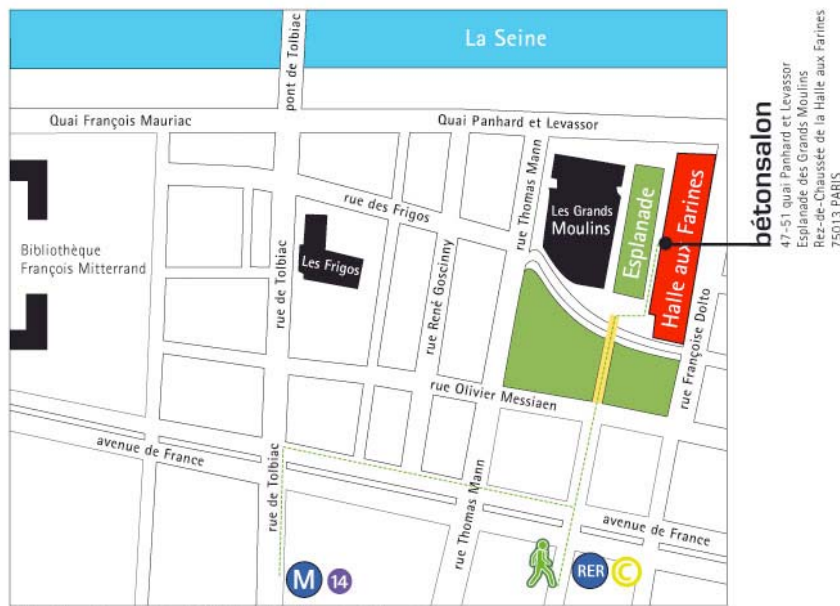 La Seine
pont de Tolbiac
Quai François Mauriac
Quai Panhard et Levassor
rue Thomas Mann
Les Grands
Moulins
Esplanade
Halle aux Farines
bétonsalon
47-51 quai Panhard et Levassor
Esplanade des Grands Moulins
Rez-de-Chaussée de la Halle aux Farines
75013 PARIS
rue des Frigos
Bibliothèque
François Mitterrand
Les Frigos
rue de Tolbiac
rue René Goscinny
rue Françoise Dolto
rue Olivier Messiaen
avenue de France
rue de Tolbiac
rue Thomas Mann
avenue de France
M 14
RER C